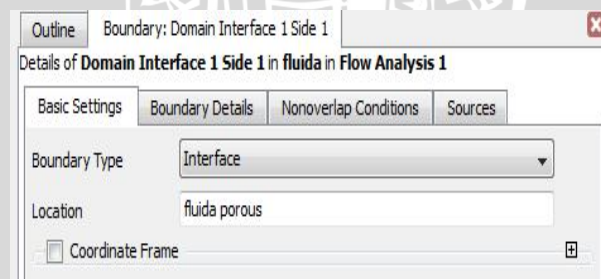 Outline Boundary: Domain Interface 1 Side 1
Details of Domain Interface 1 Side 1 in fluida in Flow Analysis 1
Basic Settings Boundary Details Nonoverlap Conditions Sources
Boundary Type Interface
Location fluida porous
Coordinate Frame